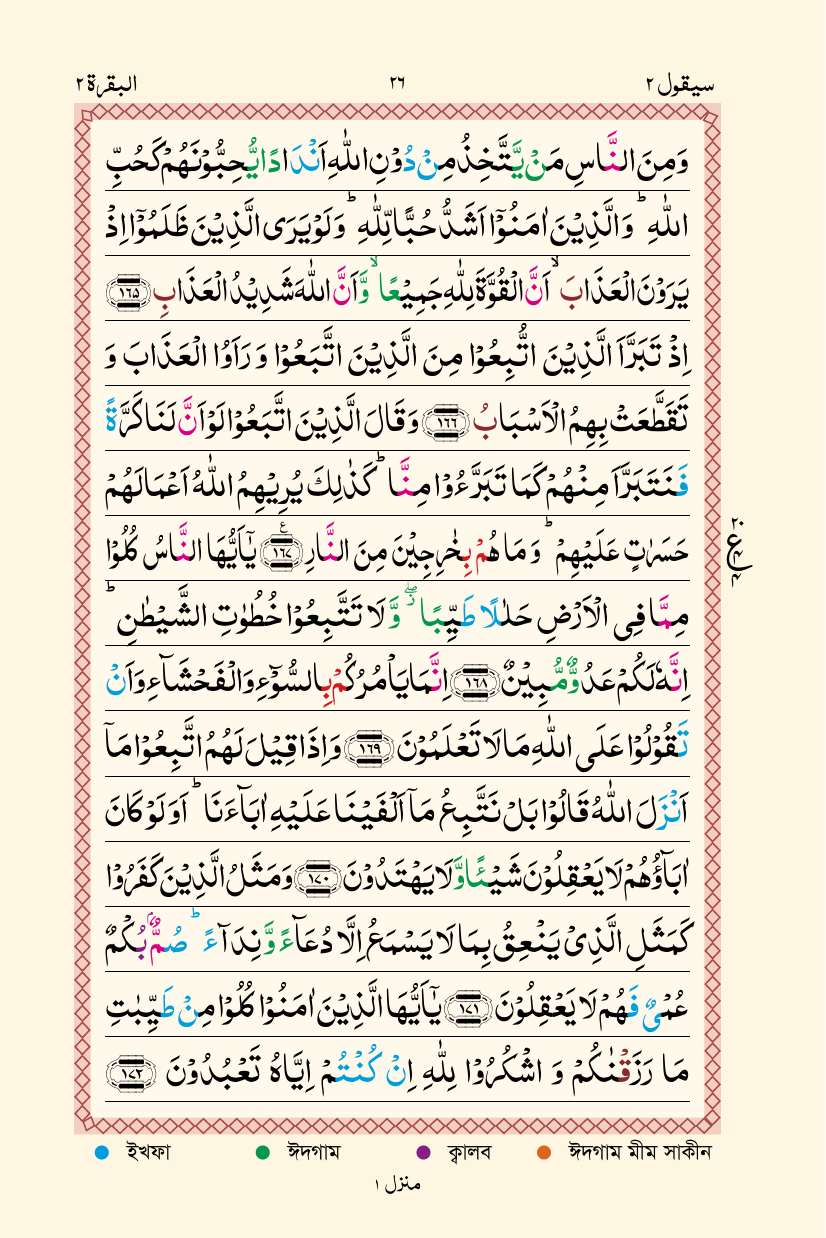 سيقول ٢ ٢٦ البقرة ٢
وَمِنَ النَّاسِ مَنْ يَّتَّخِذُ مِنْ دُوْنِ اللّٰهِ اَنْدَادًا يُّحِبُّوْنَهُمْ كَحُبِّ
اللّٰهِ ؕ وَالَّذِيْنَ اٰمَنُوْٓا اَشَدُّ حُبًّا لِّلّٰهِ ؕ وَلَوْ يَرَى الَّذِيْنَ ظَلَمُوْٓا اِذْ
يَرَوْنَ الْعَذَابَ ۙ اَنَّ الْقُوَّةَ لِلّٰهِ جَمِيْعًا ۙ وَّاَنَّ اللّٰهَ شَدِيْدُ الْعَذَابِ ﴿١٦٥﴾
اِذْ تَبَرَّاَ الَّذِيْنَ اتُّبِعُوْا مِنَ الَّذِيْنَ اتَّبَعُوْا وَ رَاَوُا الْعَذَابَ وَ
تَقَطَّعَتْ بِهِمُ الْاَسْبَابُ ﴿١٦٦﴾ وَقَالَ الَّذِيْنَ اتَّبَعُوْا لَوْ اَنَّ لَنَا كَرَّةً
فَنَتَبَرَّاَ مِنْهُمْ كَمَا تَبَرَّءُوْا مِنَّا ؕ كَذٰلِكَ يُرِيْهِمُ اللّٰهُ اَعْمَالَهُمْ
حَسَرٰتٍ عَلَيْهِمْ ؕ وَ مَا هُمْ بِخٰرِجِيْنَ مِنَ النَّارِ ﴿١٦٧﴾ ع يٰٓاَيُّهَا النَّاسُ كُلُوْا
٢٠ ع ٤
مِمَّا فِى الْاَرْضِ حَلٰلًا طَيِّبًا ۖ ز وَّلَا تَتَّبِعُوْا خُطُوٰتِ الشَّيْطٰنِ ؕ
اِنَّهٗ لَكُمْ عَدُوٌّ مُّبِيْنٌ ﴿١٦٨﴾ اِنَّمَا يَاْمُرُكُمْ بِالسُّوْٓءِ وَالْفَحْشَآءِ وَاَنْ
تَقُوْلُوْا عَلَى اللّٰهِ مَا لَا تَعْلَمُوْنَ ﴿١٦٩﴾ وَاِذَا قِيْلَ لَهُمُ اتَّبِعُوْا مَآ
اَنْزَلَ اللّٰهُ قَالُوْا بَلْ نَتَّبِعُ مَآ اَلْفَيْنَا عَلَيْهِ اٰبَآءَنَا ؕ اَوَلَوْ كَانَ
اٰبَآؤُهُمْ لَا يَعْقِلُوْنَ شَيْـًٔا وَّلَا يَهْتَدُوْنَ ﴿١٧٠﴾ وَمَثَلُ الَّذِيْنَ كَفَرُوْا
كَمَثَلِ الَّذِىْ يَنْعِقُ بِمَا لَا يَسْمَعُ اِلَّا دُعَآءً وَّنِدَآءً ؕ صُمٌّۢ بُكْمٌ
عُمْىٌ فَهُمْ لَا يَعْقِلُوْنَ ﴿١٧١﴾ يٰٓاَيُّهَا الَّذِيْنَ اٰمَنُوْا كُلُوْا مِنْ طَيِّبٰتِ
مَا رَزَقْنٰكُمْ وَ اشْكُرُوْا لِلّٰهِ اِنْ كُنْتُمْ اِيَّاهُ تَعْبُدُوْنَ ﴿١٧٢﴾
ইখফা ঈদগাম ক্বালব ঈদগাম মীম সাকীন
منزل ١